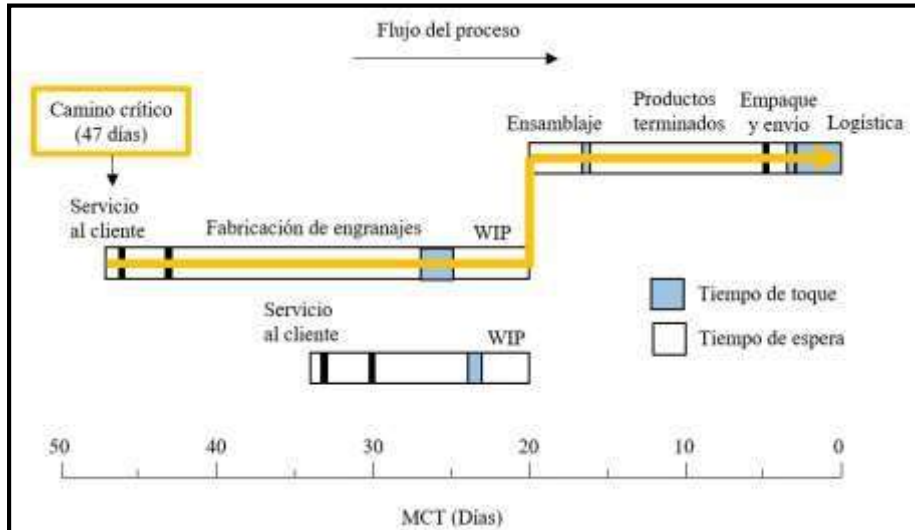 Flujo del proceso
Camino crítico
(47 días)
Ensamblaje
Productos
terminados
Empaque
y envío
Logística
Servicio
al cliente
Fabricación de engranajes
WIP
Servicio
al cliente
WIP
Tiempo de toque
Tiempo de espera
50 40 30 20 10 0
MCT (Días)